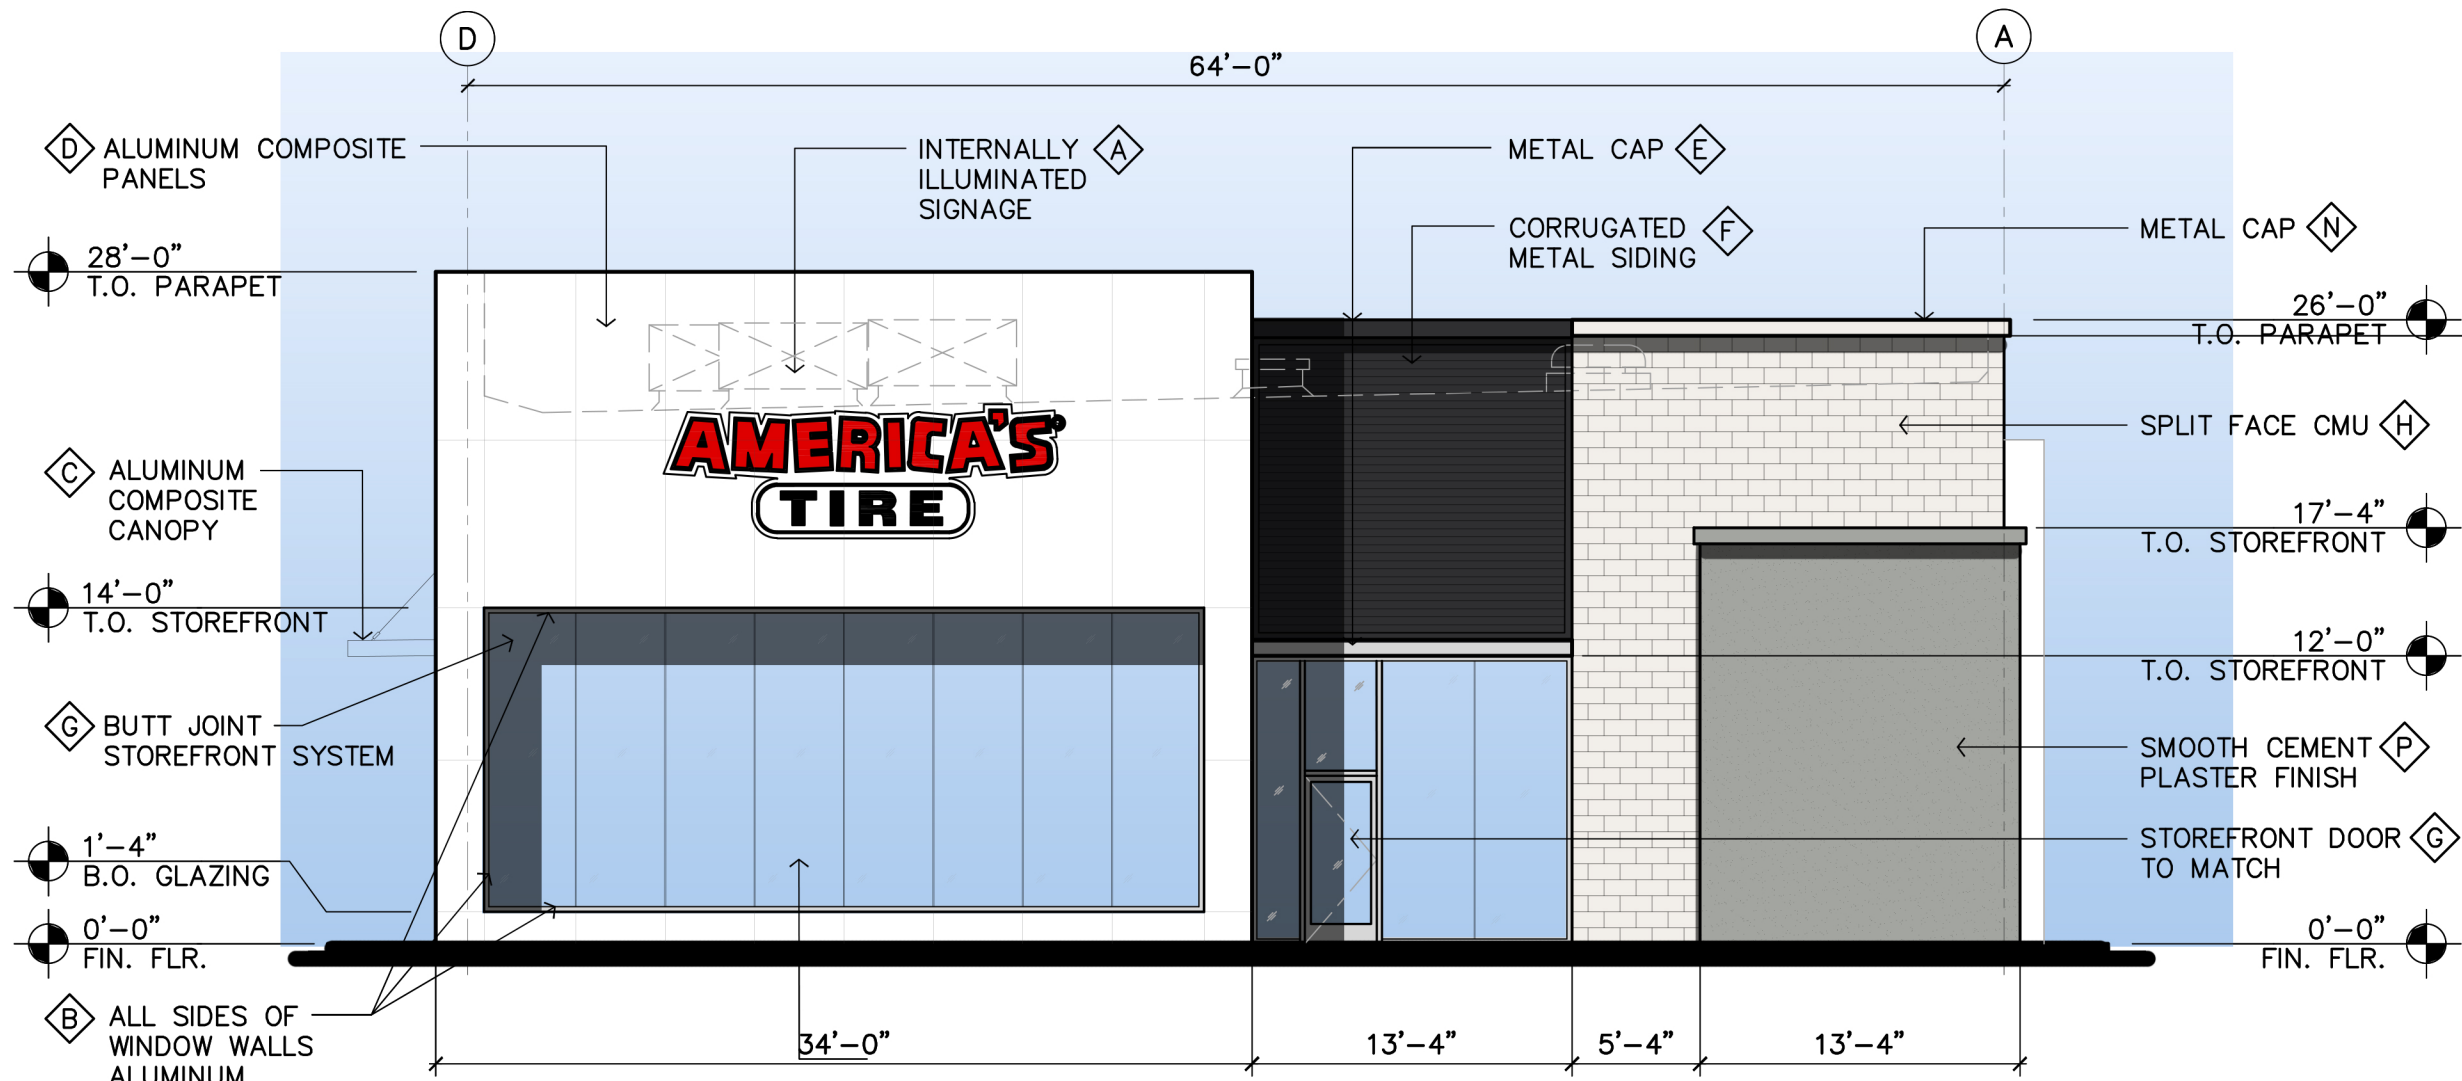 D
A
64'-0"
D ALUMINUM COMPOSITE
PANELS
INTERNALLY A
ILLUMINATED
SIGNAGE
METAL CAP E
CORRUGATED F
METAL SIDING
METAL CAP N
28'-0"
T.O. PARAPET
26'-0"
T.O. PARAPET
AMERICA'S®
TIRE
SPLIT FACE CMU H
C ALUMINUM
COMPOSITE
CANOPY
17'-4"
T.O. STOREFRONT
14'-0"
T.O. STOREFRONT
12'-0"
T.O. STOREFRONT
G BUTT JOINT
STOREFRONT SYSTEM
SMOOTH CEMENT P
PLASTER FINISH
1'-4"
B.O. GLAZING
STOREFRONT DOOR G
TO MATCH
0'-0"
FIN. FLR.
0'-0"
FIN. FLR.
B ALL SIDES OF
WINDOW WALLS
ALUMINUM
34'-0"
13'-4"
5'-4"
13'-4"